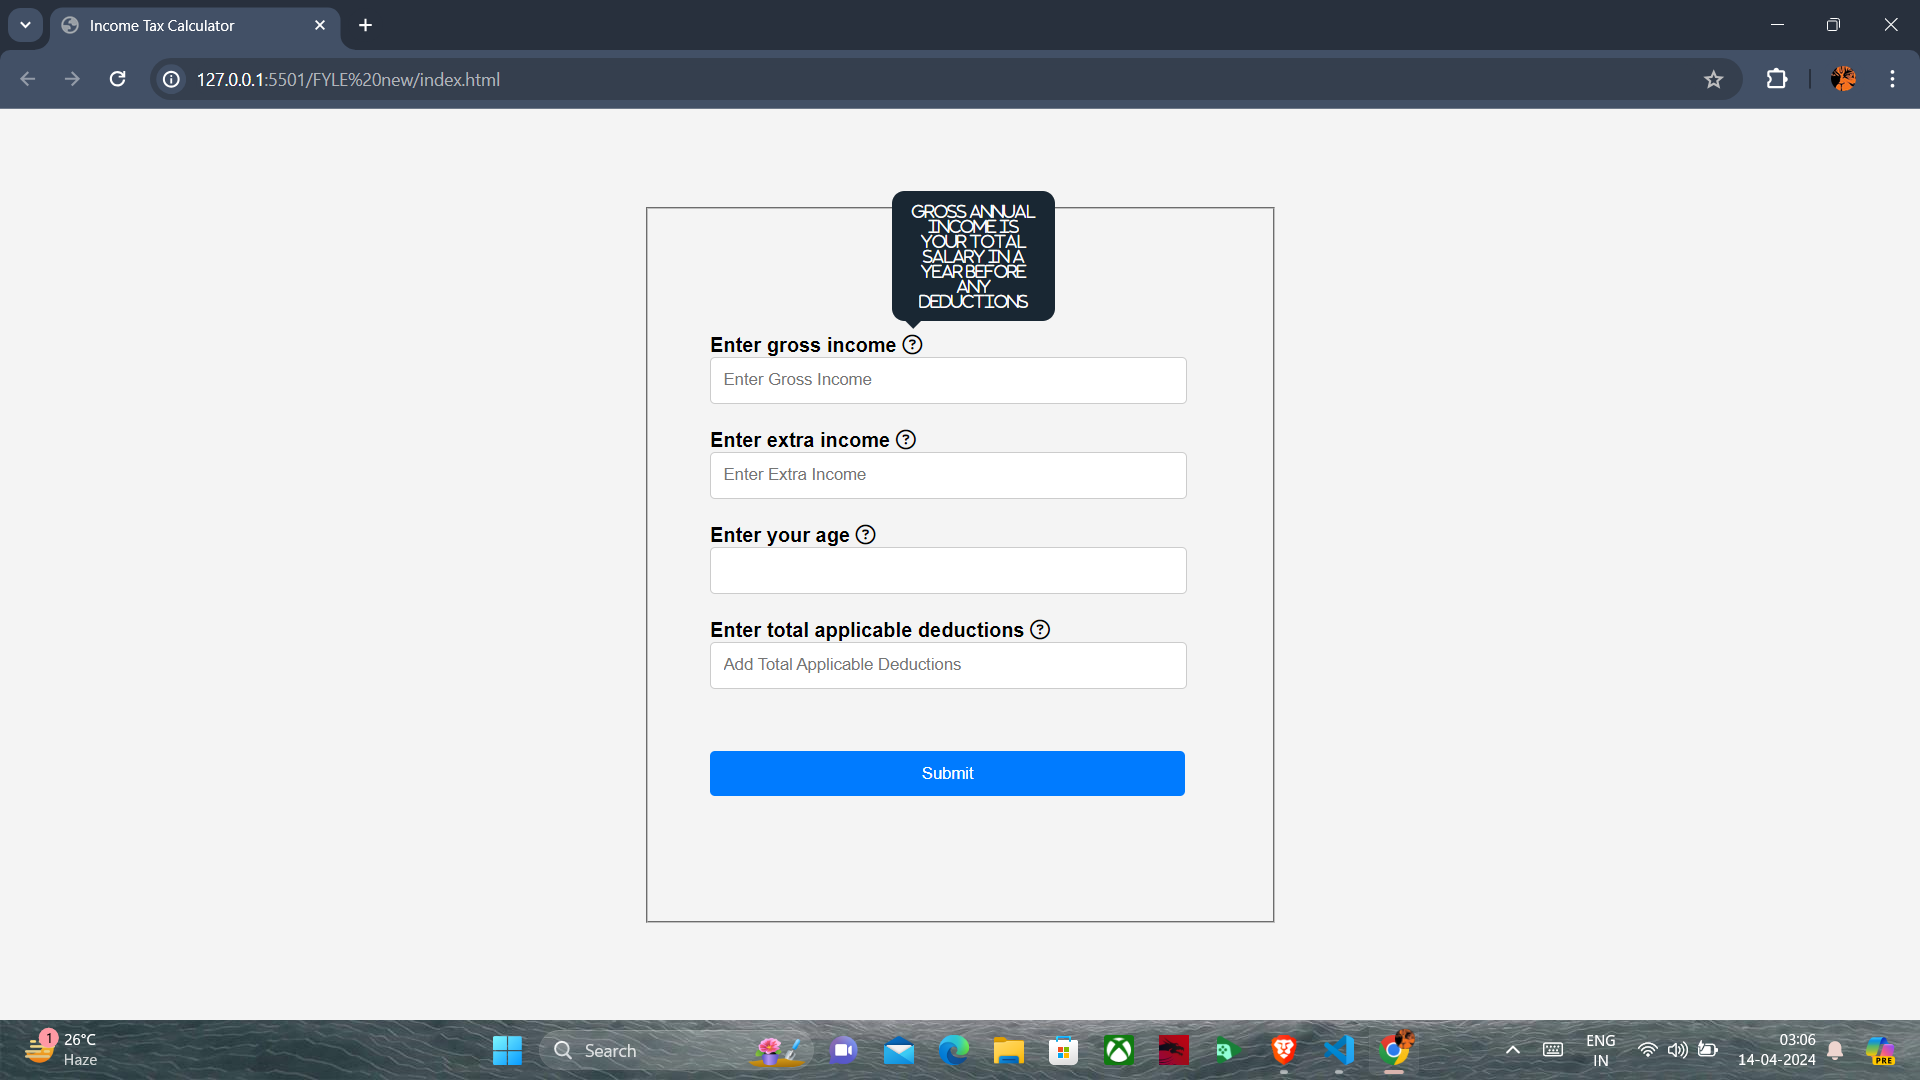 Income Tax Calculator
127.0.0.1:5501/FYLE%20new/index.html
GROSS ANNUAL
INCOME IS
YOUR TOTAL
SALARY IN A
YEAR BEFORE
ANY
DEDUCTIONS
Enter gross income ?
Enter Gross Income
Enter extra income ?
Enter Extra Income
Enter your age ?
Enter total applicable deductions ?
Add Total Applicable Deductions
Submit
1
26°C
Haze
Search
ENG
IN
03:06
14-04-2024
PRE